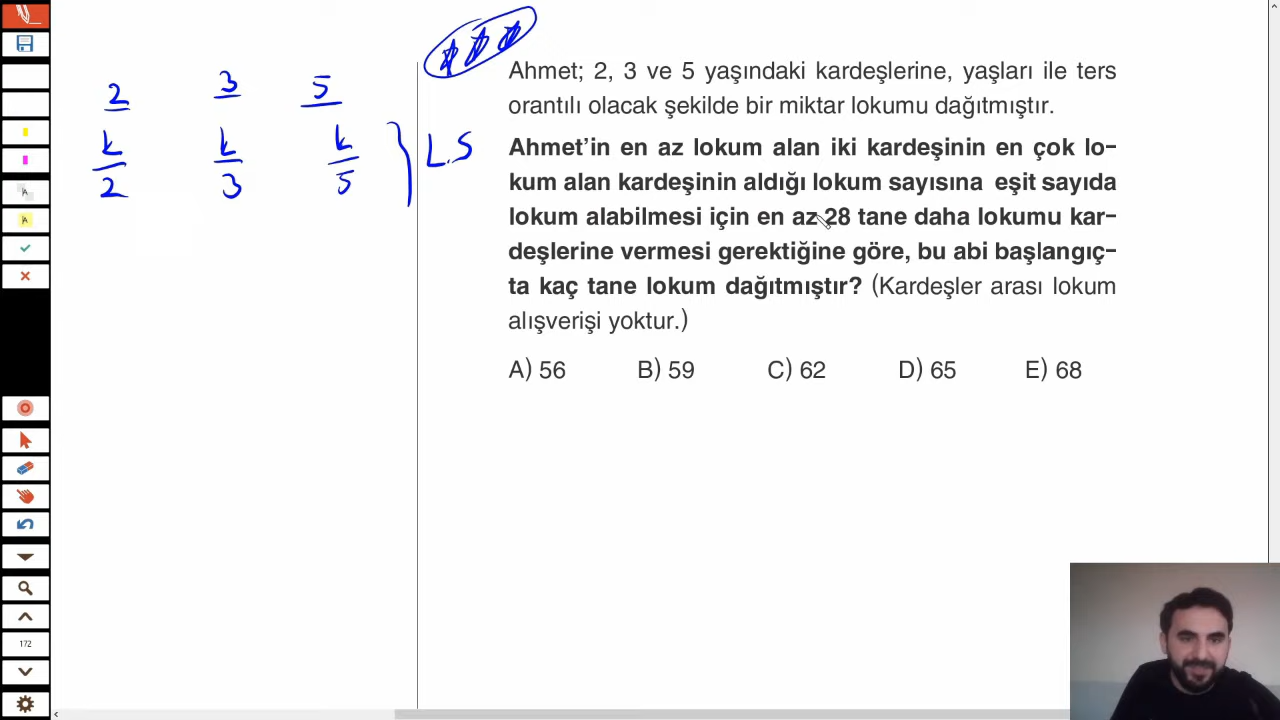 2 3 5
k/2 k/3 k/5 } L.S
Ahmet; 2, 3 ve 5 yaşındaki kardeşlerine, yaşları ile ters
orantılı olacak şekilde bir miktar lokumu dağıtmıştır.
Ahmet'in en az lokum alan iki kardeşinin en çok lo-
kum alan kardeşinin aldığı lokum sayısına eşit sayıda
lokum alabilmesi için en az 28 tane daha lokumu kar-
deşlerine vermesi gerektiğine göre, bu abi başlangıç-
ta kaç tane lokum dağıtmıştır? (Kardeşler arası lokum
alışverişi yoktur.)
A) 56 B) 59 C) 62 D) 65 E) 68
172